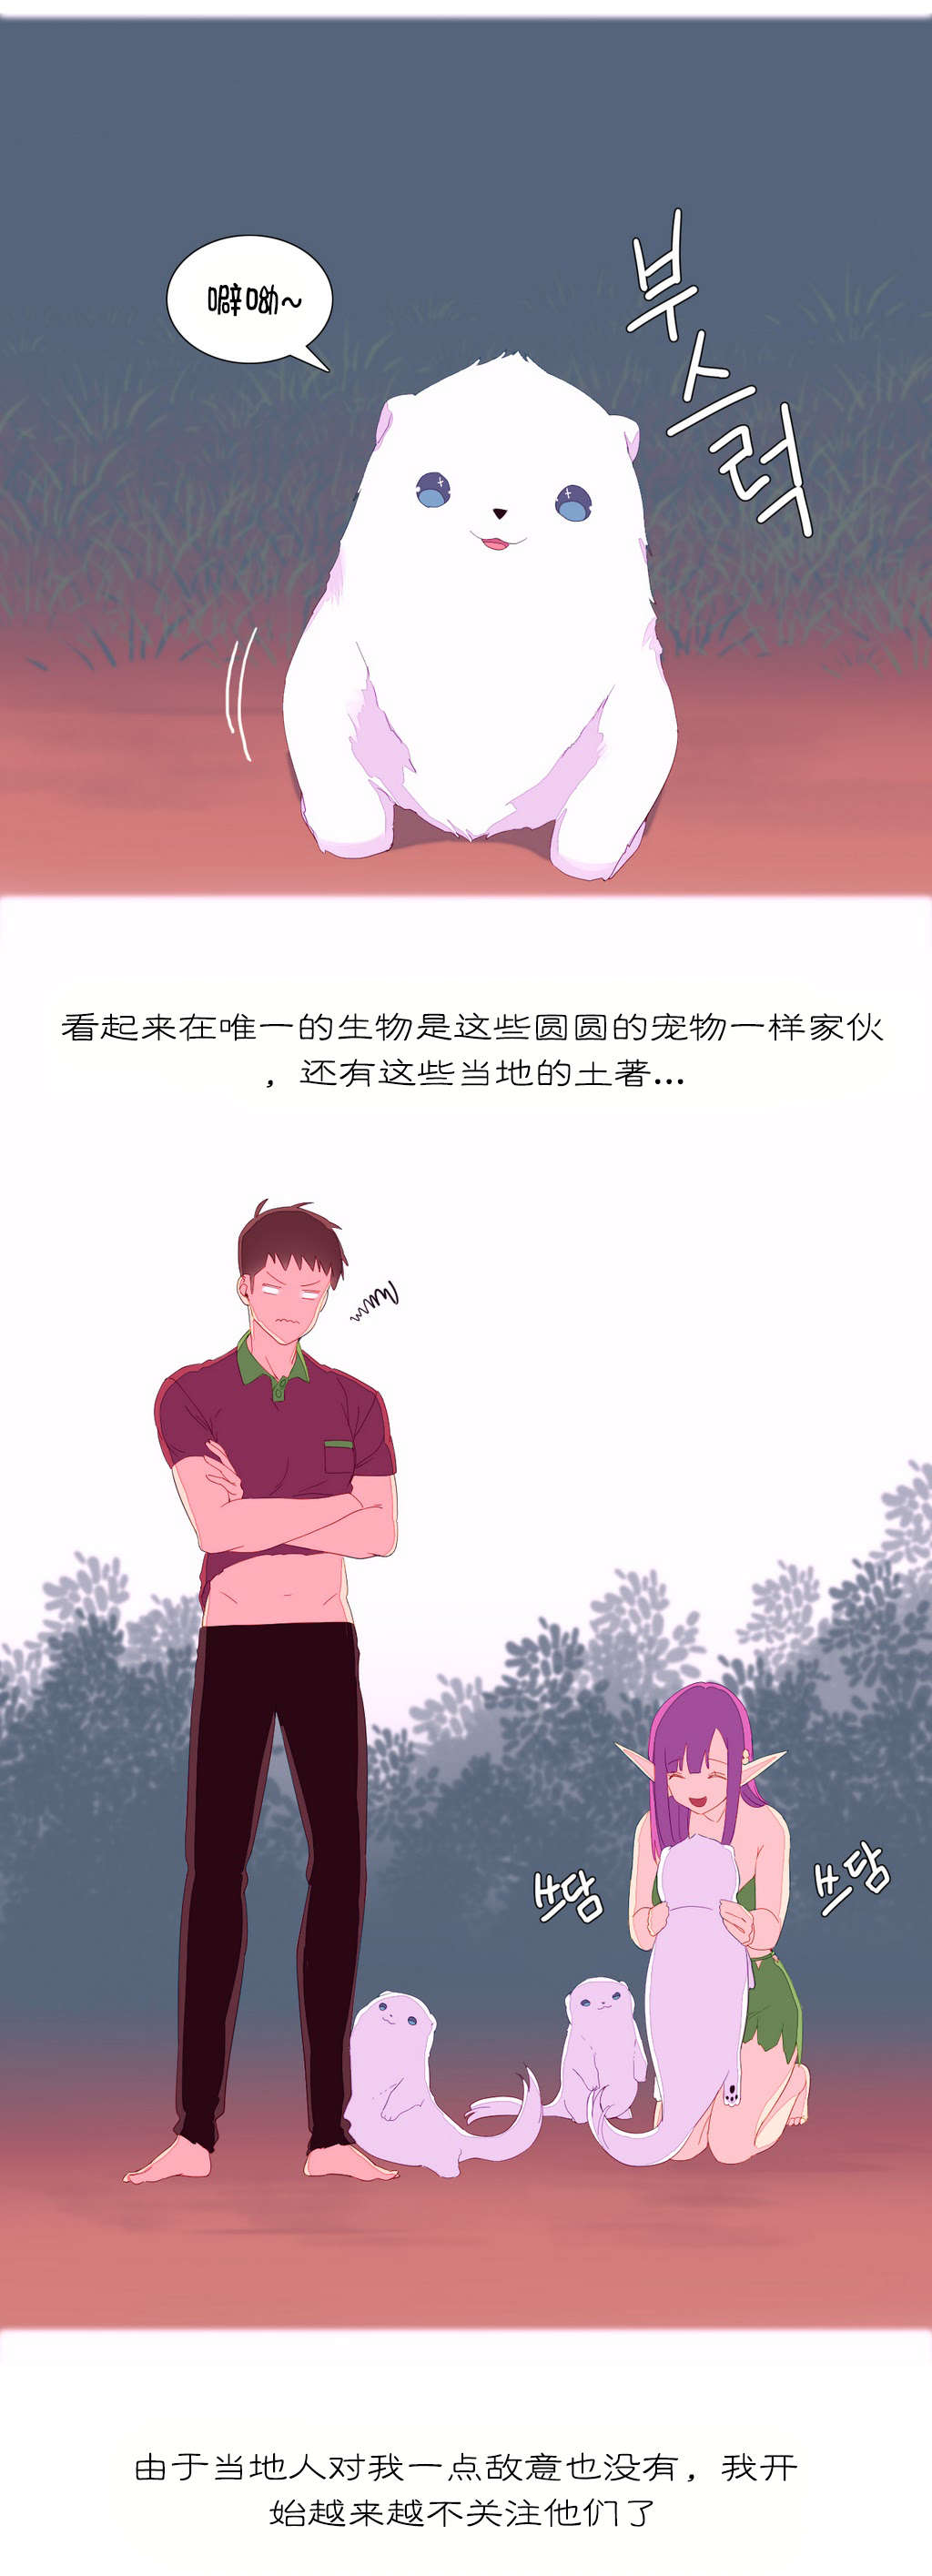 噼呦~
부스럭
看起来在唯一的生物是这些圆圆的宠物一样家伙
，还有这些当地的土著...
쓰담
쓰담
由于当地人对我一点敌意也没有，我开
始越来越不关注他们了